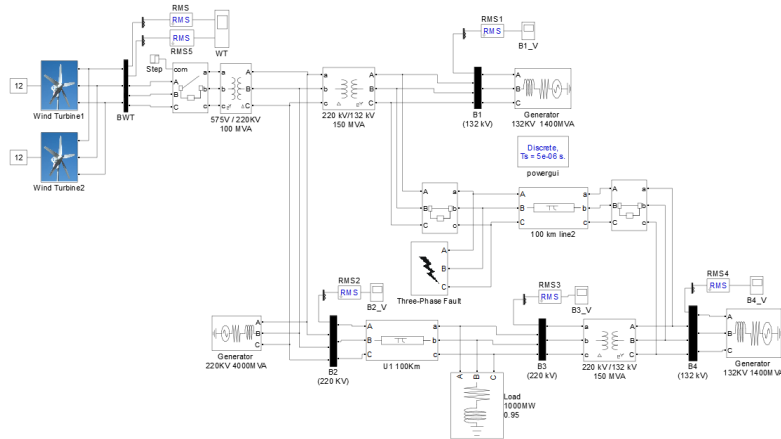 RMS
RMS
RMS
RMS5
WT
12
Wind Turbine1
12
Wind Turbine2
BWT
Step
com
A
B
C
a
b
c
a
b
c
A
B
C
575V / 220KV
100 MVA
A
B
C
a
b
c
220 kV/132 kV
150 MVA
RMS1
RMS
B1_V
A
B
C
B1
(132 kV)
Generator
132KV 1400MVA
Discrete,
Ts = 5e-06 s.
powergui
A
B
C
a
b
c
A
B
C
a
b
c
100 km line2
A
B
C
a
b
c
A
B
C
Three-Phase Fault
RMS2
RMS
B2_V
A
B
C
Generator
220KV 4000MVA
B2
(220 KV)
A
B
C
a
b
c
U1 100Km
A
B
C
Load
1000MW
0.95
RMS3
RMS
B3_V
B3
(220 kV)
a
b
c
A
B
C
220 kV /132 kV
150 MVA
RMS4
RMS
B4_V
B4
(132 kV)
A
B
C
Generator
132KV 1400MVA